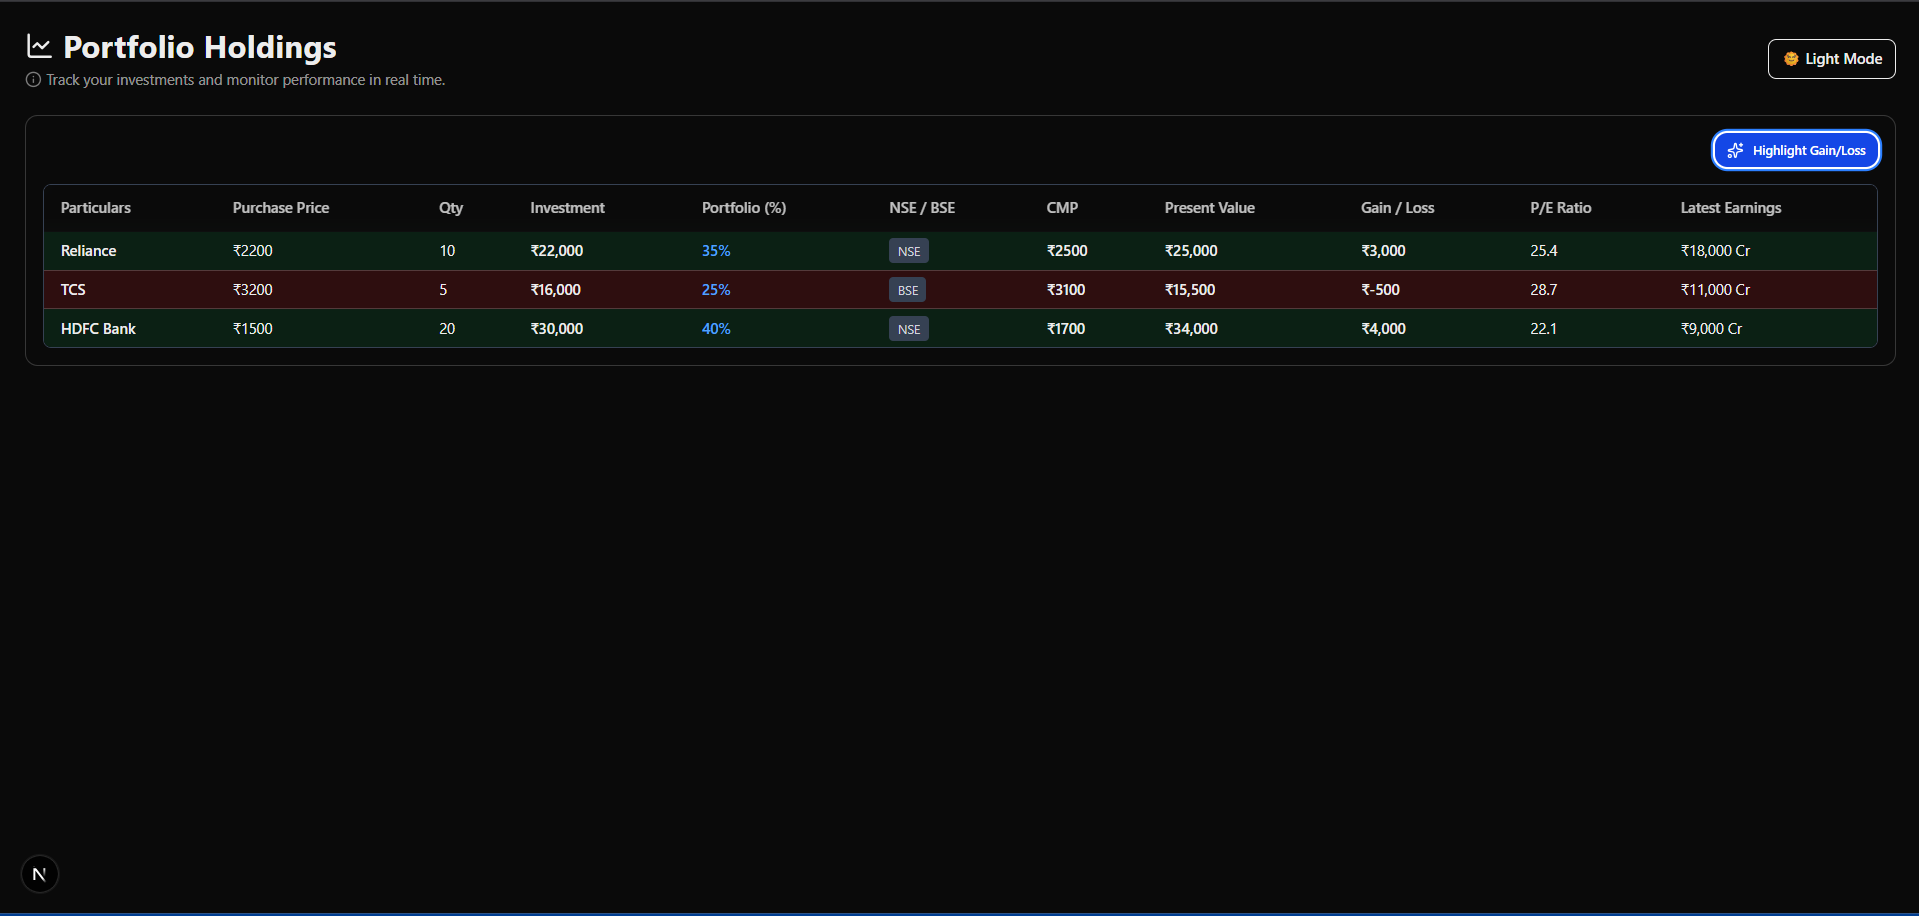 Portfolio Holdings
Track your investments and monitor performance in real time.
🌞 Light Mode
Highlight Gain/Loss
Particulars Purchase Price Qty Investment Portfolio (%) NSE / BSE CMP Present Value Gain / Loss P/E Ratio Latest Earnings
Reliance ₹2200 10 ₹22,000 35% NSE ₹2500 ₹25,000 ₹3,000 25.4 ₹18,000 Cr
TCS ₹3200 5 ₹16,000 25% BSE ₹3100 ₹15,500 ₹-500 28.7 ₹11,000 Cr
HDFC Bank ₹1500 20 ₹30,000 40% NSE ₹1700 ₹34,000 ₹4,000 22.1 ₹9,000 Cr
N